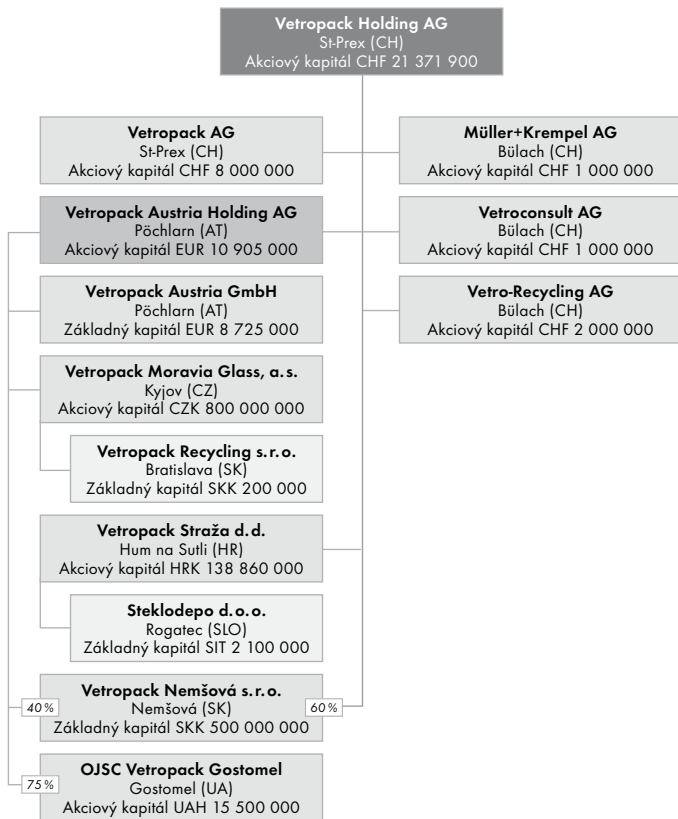 Vetropack Holding AG
St-Prex (CH)
Akciový kapitál CHF 21 371 900
Vetropack AG
St-Prex (CH)
Akciový kapitál CHF 8 000 000
Müller+Krempel AG
Bülach (CH)
Akciový kapitál CHF 1 000 000
Vetropack Austria Holding AG
Pöchlarn (AT)
Akciový kapitál EUR 10 905 000
Vetroconsult AG
Bülach (CH)
Akciový kapitál CHF 1 000 000
Vetropack Austria GmbH
Pöchlarn (AT)
Základný kapitál EUR 8 725 000
Vetro-Recycling AG
Bülach (CH)
Akciový kapitál CHF 2 000 000
Vetropack Moravia Glass, a.s.
Kyjov (CZ)
Akciový kapitál CZK 800 000 000
Vetropack Recycling s.r.o.
Bratislava (SK)
Základný kapitál SKK 200 000
Vetropack Straža d.d.
Hum na Sutli (HR)
Akciový kapitál HRK 138 860 000
Steklodepo d.o.o.
Rogatec (SLO)
Základný kapitál SIT 2 100 000
Vetropack Nemšová s.r.o.
40% Nemšová (SK) 60%
Základný kapitál SKK 500 000 000
OJSC Vetropack Gostomel
75% Gostomel (UA)
Akciový kapitál UAH 15 500 000